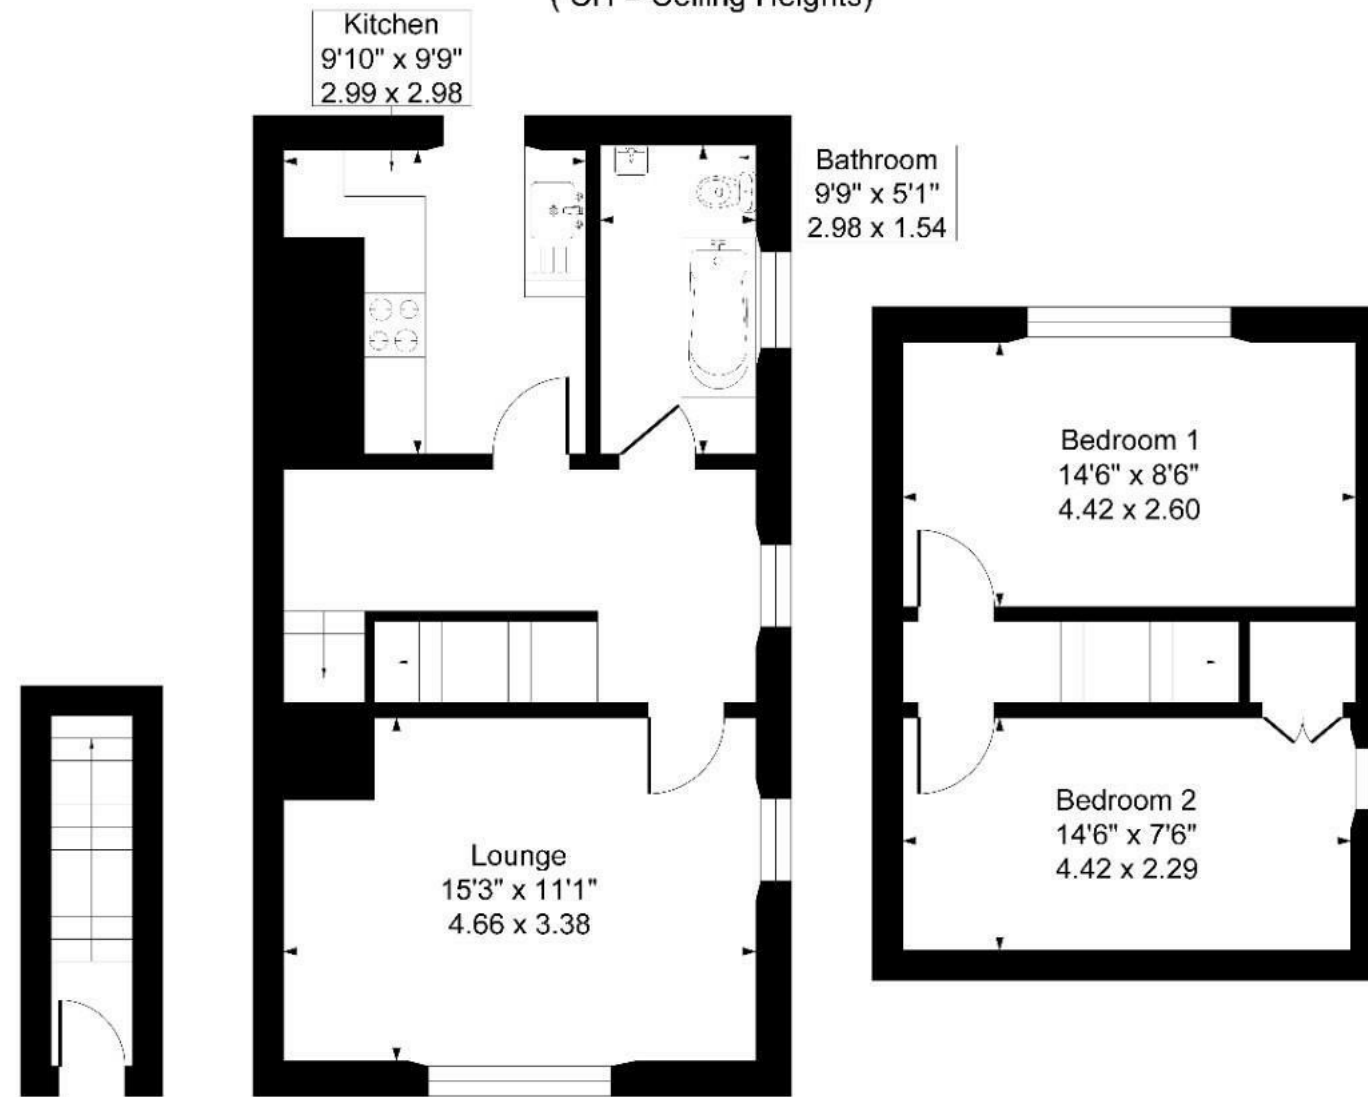 Ceiling Heights)
Kitchen
9'10" x 9'9"
2.99 x 2.98
Bathroom
9'9" x 5'1"
2.98 x 1.54
Bedroom 1
14'6" x 8'6"
4.42 x 2.60
Bedroom 2
14'6" x 7'6"
4.42 x 2.29
Lounge
15'3" x 11'1"
4.66 x 3.38